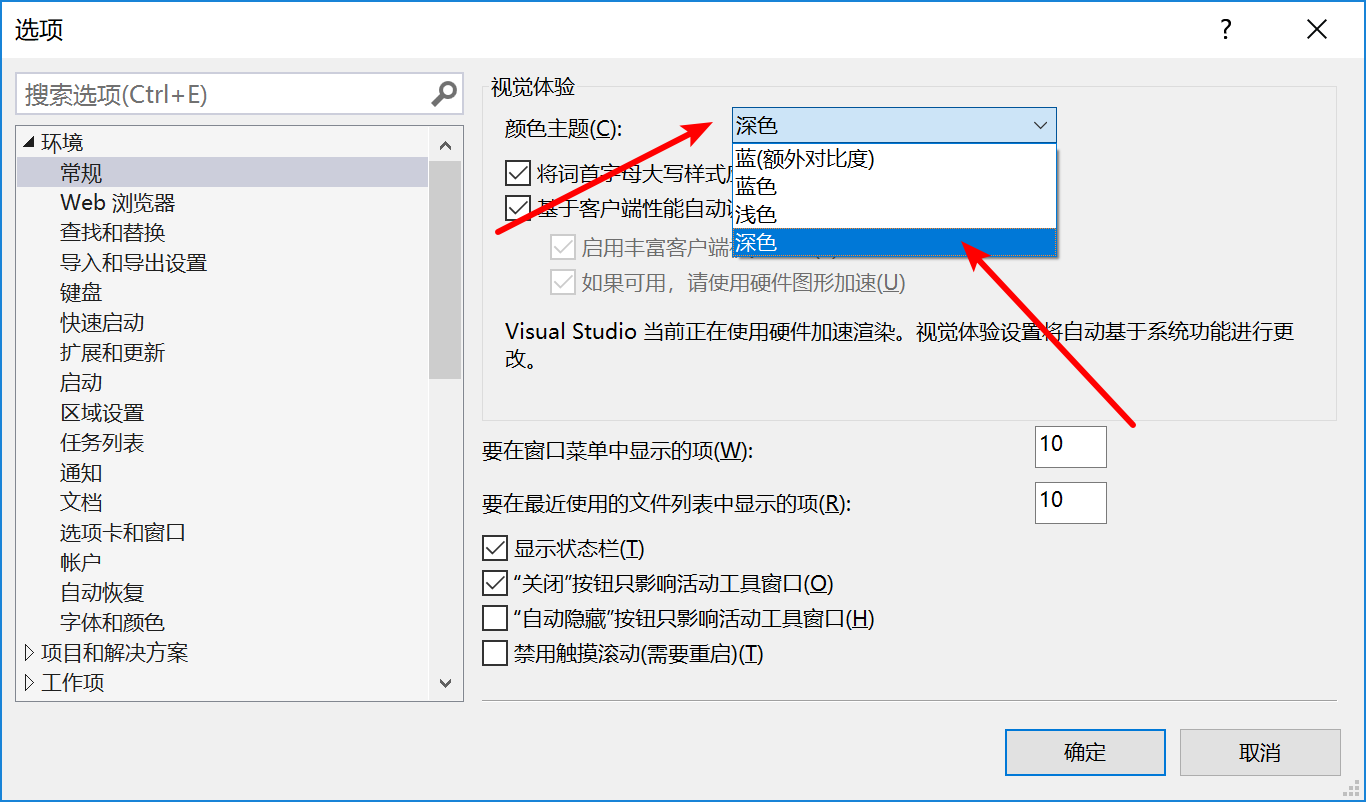 选项
?
搜索选项(Ctrl+E)
环境
常规
Web 浏览器
查找和替换
导入和导出设置
键盘
快速启动
扩展和更新
启动
区域设置
任务列表
通知
文档
选项卡和窗口
帐户
自动恢复
字体和颜色
项目和解决方案
工作项
视觉体验
颜色主题(C):
深色
蓝(额外对比度)
蓝色
浅色
深色
将词首字母大写样式
基于客户端性能自动
启用丰富客户端
如果可用，请使用硬件图形加速(U)
Visual Studio 当前正在使用硬件加速渲染。视觉体验设置将自动基于系统功能进行更
改。
要在窗口菜单中显示的项(W):
10
要在最近使用的文件列表中显示的项(R):
10
显示状态栏(T)
“关闭”按钮只影响活动工具窗口(O)
“自动隐藏”按钮只影响活动工具窗口(H)
禁用触摸滚动(需要重启)(T)
确定
取消